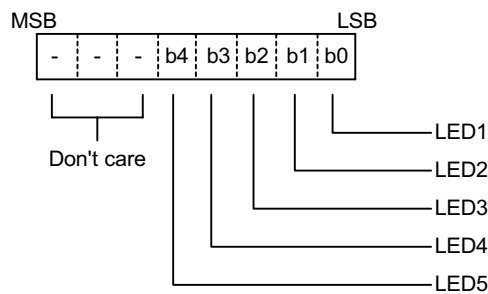 MSB LSB
- - - b4 b3 b2 b1 b0
Don't care
LED1
LED2
LED3
LED4
LED5